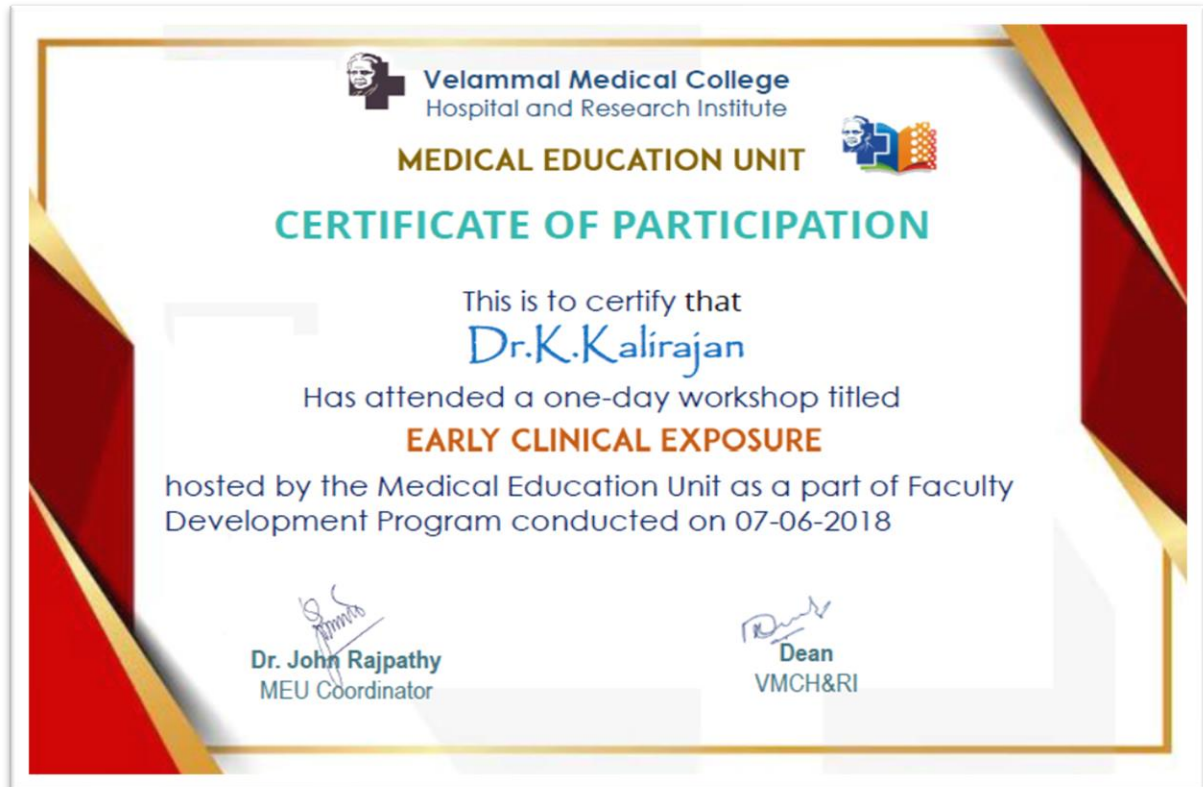 Velammal Medical College
Hospital and Research Institute
MEDICAL EDUCATION UNIT
CERTIFICATE OF PARTICIPATION
This is to certify that
Dr.K.Kalirajan
Has attended a one-day workshop titled
EARLY CLINICAL EXPOSURE
hosted by the Medical Education Unit as a part of Faculty
Development Program conducted on 07-06-2018
Dr. John Rajpathy
MEU Coordinator
Dean
VMCH&RI